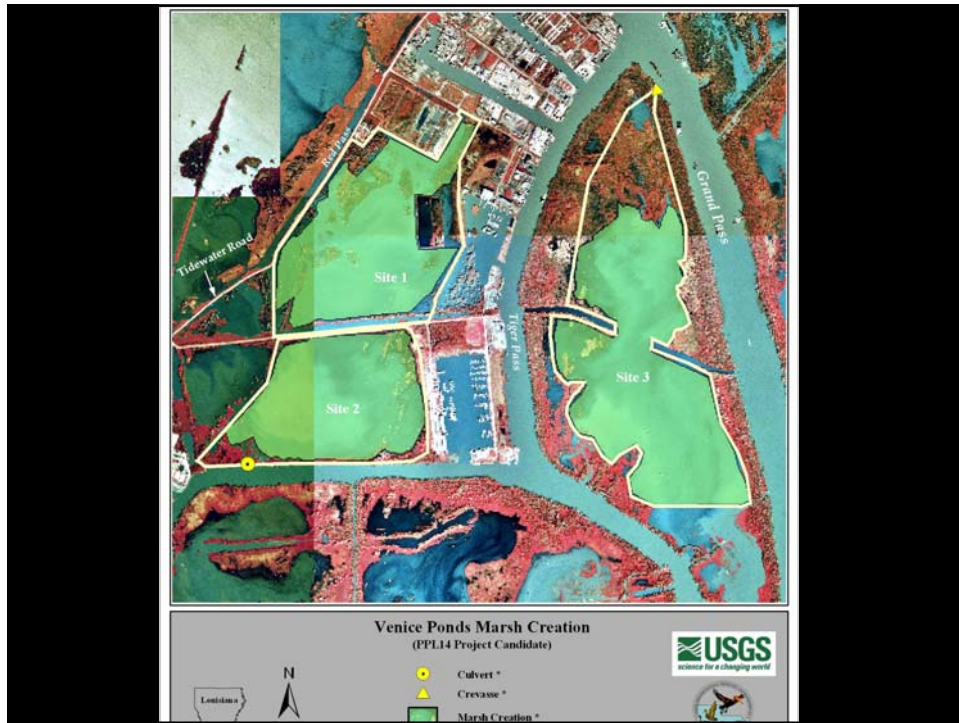 Red Pass
Grand Pass
Tidewater Road
Site 1
Tiger Pass
Site 3
Site 2
Venice Ponds Marsh Creation
(PPL14 Project Candidate)
USGS
science for a changing world
N
Culvert *
Crevasse *
Louisiana
Marsh Creation *